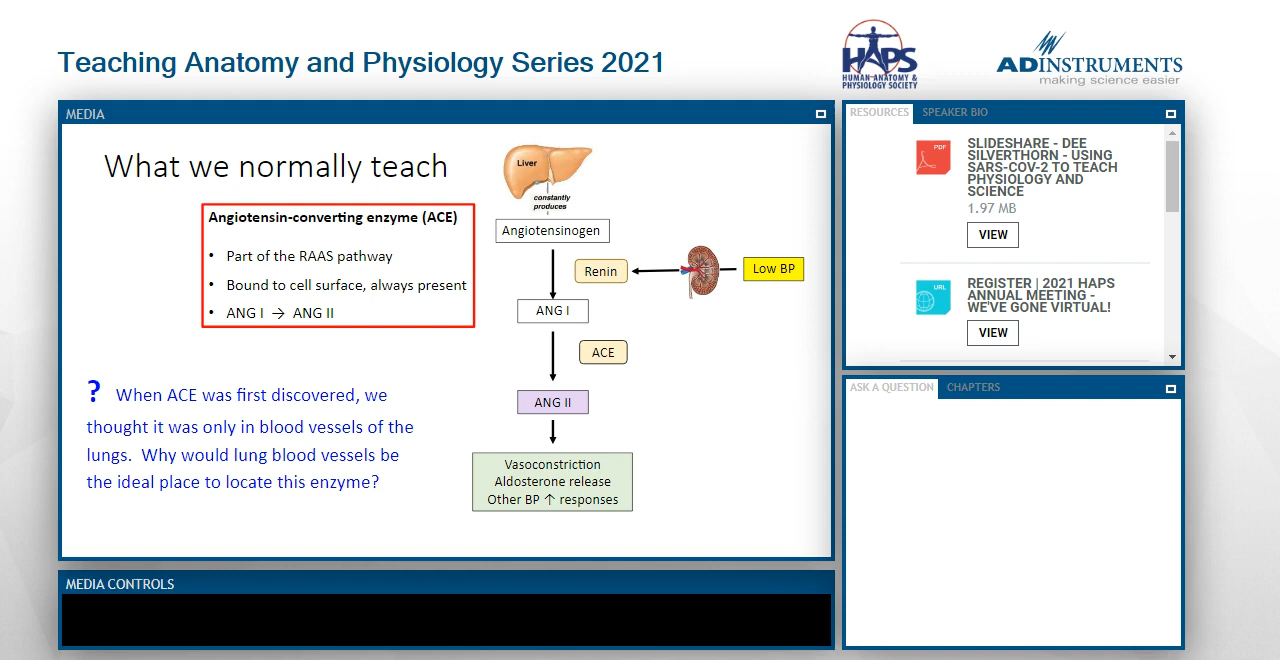 Teaching Anatomy and Physiology Series 2021
HAPS
HUMAN ANATOMY &
PHYSIOLOGY SOCIETY
ADINSTRUMENTS
making science easier
MEDIA
What we normally teach
Angiotensin-converting enzyme (ACE)
• Part of the RAAS pathway
• Bound to cell surface, always present
• ANG I → ANG II
? When ACE was first discovered, we
thought it was only in blood vessels of the
lungs. Why would lung blood vessels be
the ideal place to locate this enzyme?
Liver
constantly
produces
Angiotensinogen
Renin
Low BP
ANG I
ACE
ANG II
Vasoconstriction
Aldosterone release
Other BP ↑ responses
MEDIA CONTROLS
RESOURCES SPEAKER BIO
PDF
SLIDESHARE - DEE
SILVERTHORN - USING
SARS-COV-2 TO TEACH
PHYSIOLOGY AND
SCIENCE
1.97 MB
VIEW
URL
REGISTER | 2021 HAPS
ANNUAL MEETING -
WE'VE GONE VIRTUAL!
VIEW
ASK A QUESTION CHAPTERS